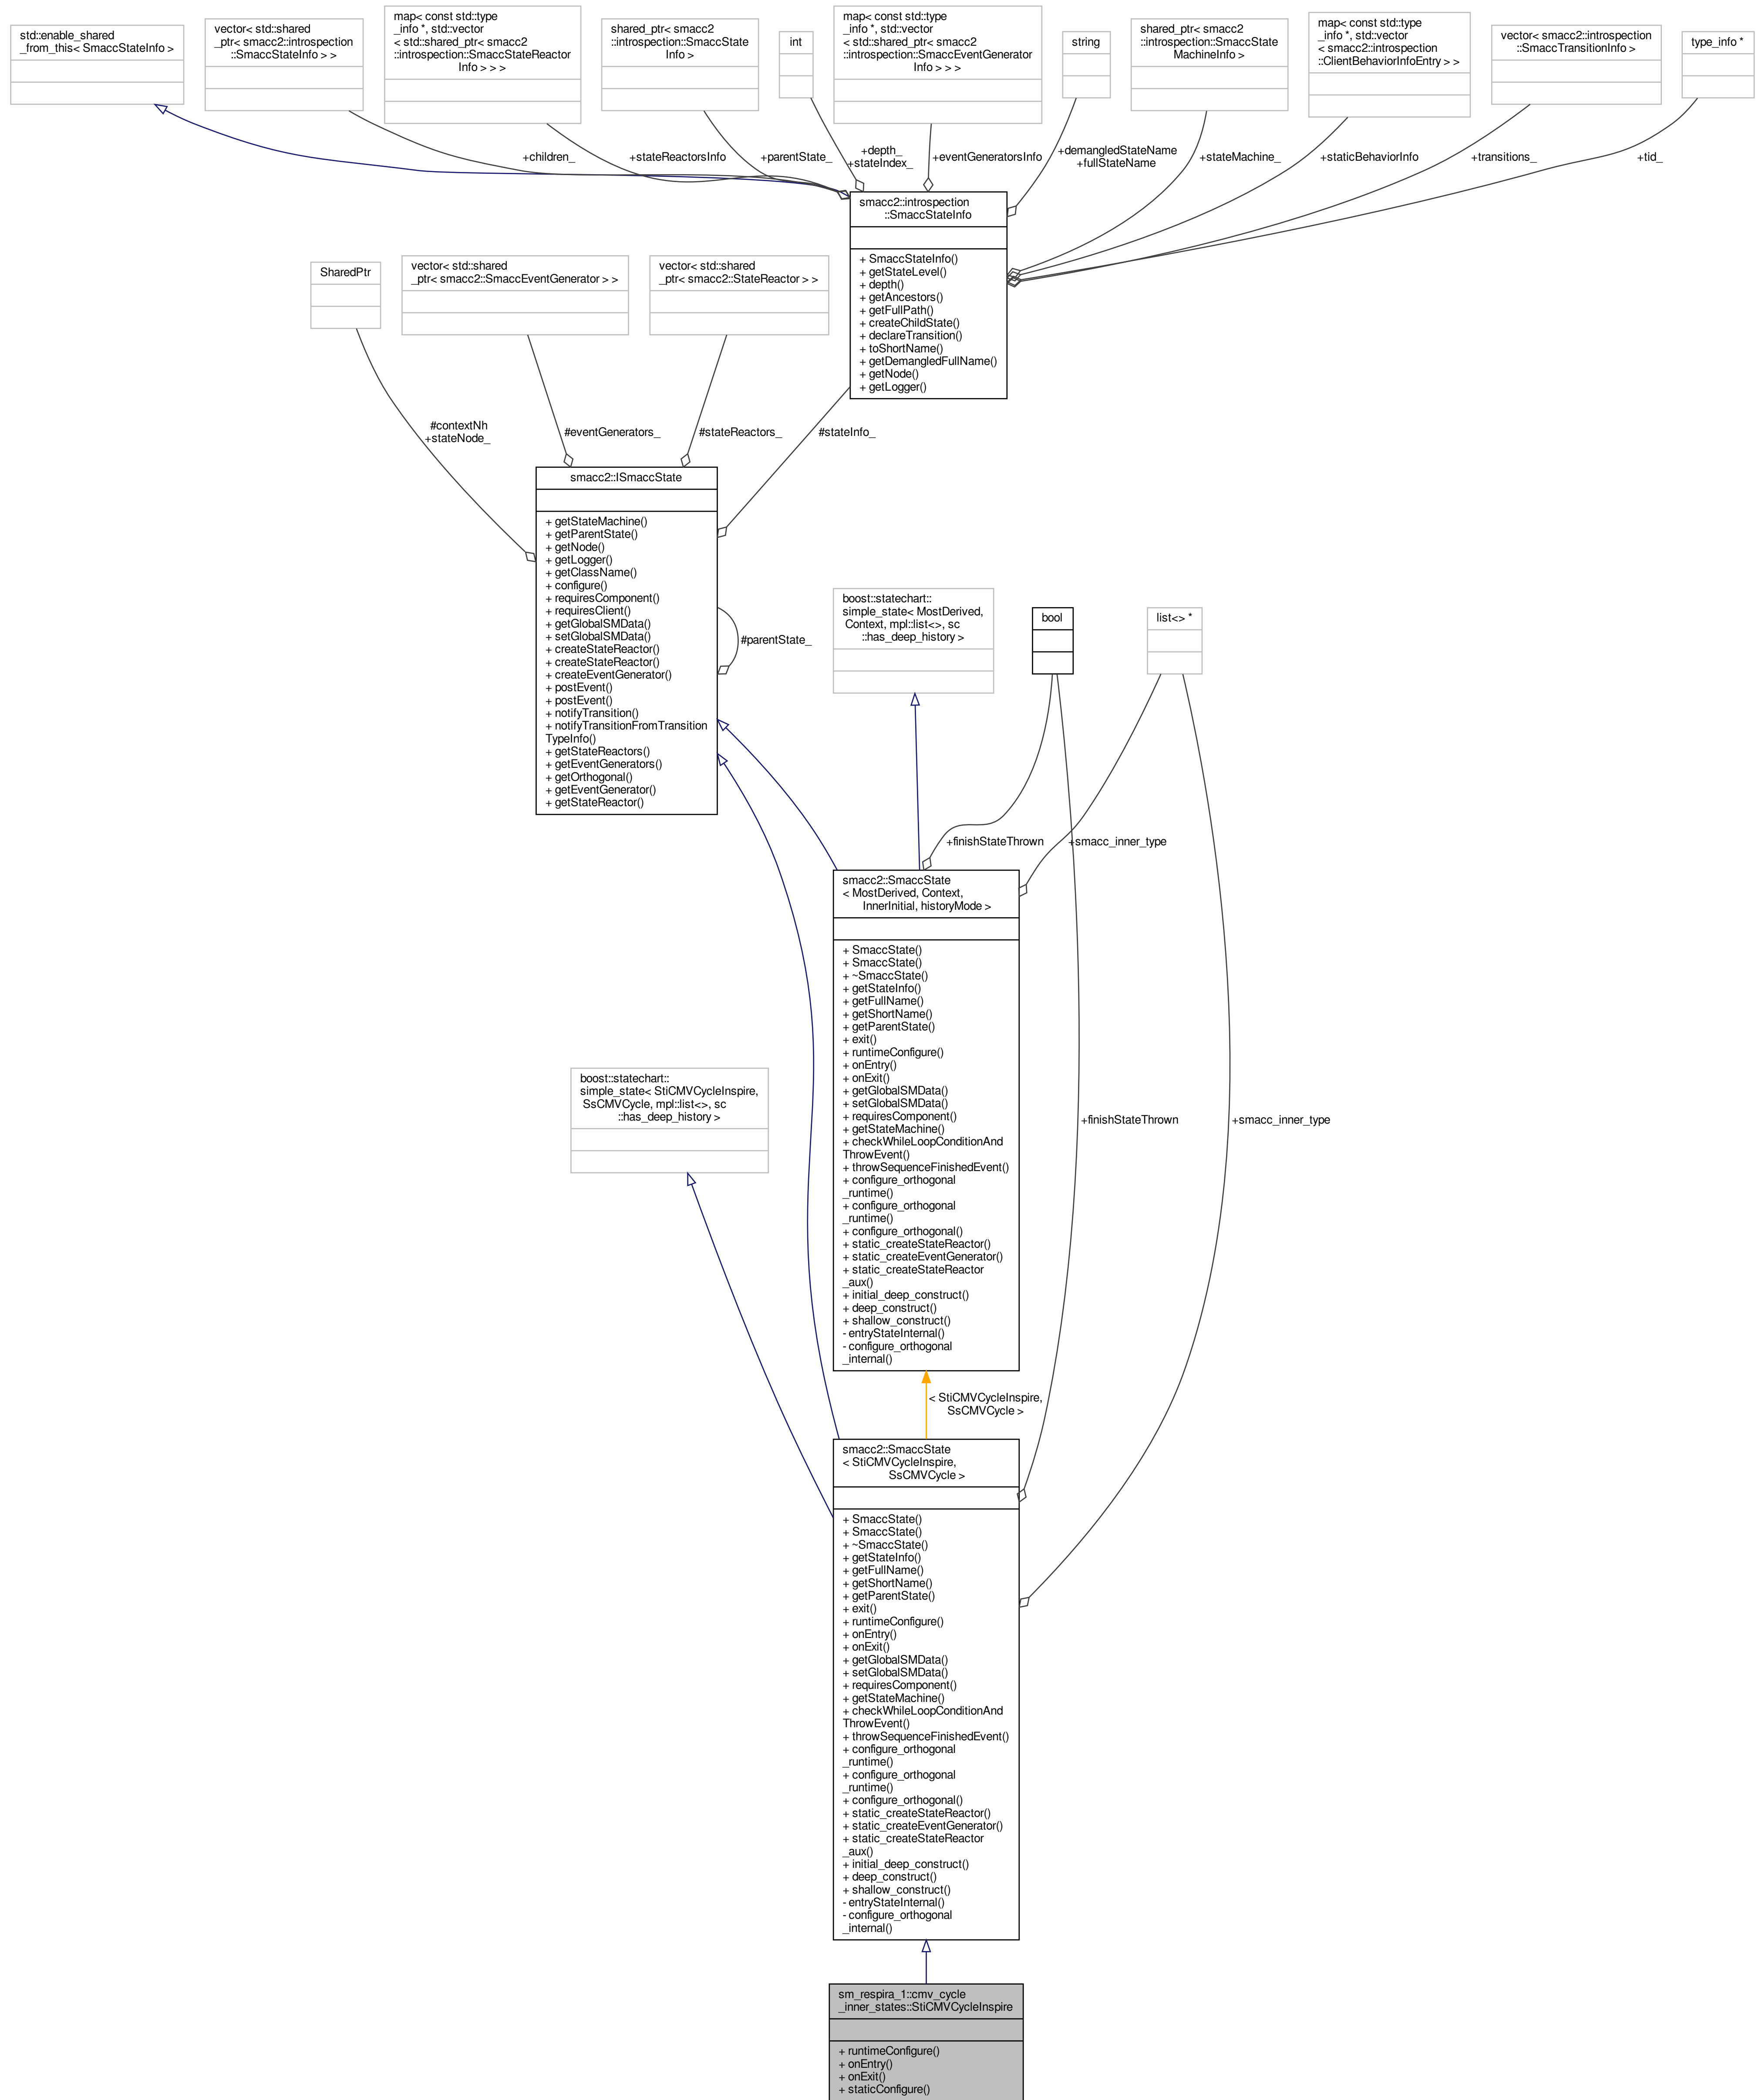 std::enable_shared
_from_this< SmaccStateInfo >
vector< std::shared
_ptr< smacc2::introspection
::SmaccStateInfo > >
map< const std::type
_info *, std::vector
< std::shared_ptr< smacc2
::introspection::SmaccStateReactor
Info > > >
shared_ptr< smacc2
::introspection::SmaccState
Info >
int
map< const std::type
_info *, std::vector
< std::shared_ptr< smacc2
::introspection::SmaccEventGenerator
Info > > >
string
shared_ptr< smacc2
::introspection::SmaccState
MachineInfo >
map< const std::type
_info *, std::vector
< smacc2::introspection
::ClientBehaviorInfoEntry > >
vector< smacc2::introspection
::SmaccTransitionInfo >
type_info *
+children_
+stateReactorsInfo
+parentState_
+depth_
+stateIndex_
+eventGeneratorsInfo
+demangledStateName
+fullStateName
+stateMachine_
+staticBehaviorInfo
+transitions_
+tid_
smacc2::introspection
::SmaccStateInfo
+ SmaccStateInfo()
+ getStateLevel()
+ depth()
+ getAncestors()
+ getFullPath()
+ createChildState()
+ declareTransition()
+ toShortName()
+ getDemangledFullName()
+ getNode()
+ getLogger()
SharedPtr
vector< std::shared
_ptr< smacc2::SmaccEventGenerator > >
vector< std::shared
_ptr< smacc2::StateReactor > >
#contextNh
+stateNode_
#eventGenerators_
#stateReactors_
#stateInfo_
smacc2::ISmaccState
+ getStateMachine()
+ getParentState()
+ getNode()
+ getLogger()
+ getClassName()
+ configure()
+ requiresComponent()
+ requiresClient()
+ getGlobalSMData()
+ setGlobalSMData()
+ createStateReactor()
+ createStateReactor()
+ createEventGenerator()
+ postEvent()
+ postEvent()
+ notifyTransition()
+ notifyTransitionFromTransition
TypeInfo()
+ getStateReactors()
+ getEventGenerators()
+ getOrthogonal()
+ getEventGenerator()
+ getStateReactor()
#parentState_
boost::statechart::
simple_state< MostDerived,
Context, mpl::list<>, sc
::has_deep_history >
bool
list<> *
+finishStateThrown
+smacc_inner_type
smacc2::SmaccState
< MostDerived, Context,
InnerInitial, historyMode >
+ SmaccState()
+ SmaccState()
+ ~SmaccState()
+ getStateInfo()
+ getFullName()
+ getShortName()
+ getParentState()
+ exit()
+ runtimeConfigure()
+ onEntry()
+ onExit()
+ getGlobalSMData()
+ setGlobalSMData()
+ requiresComponent()
+ getStateMachine()
+ checkWhileLoopConditionAnd
ThrowEvent()
+ throwSequenceFinishedEvent()
+ configure_orthogonal
_runtime()
+ configure_orthogonal
_runtime()
+ configure_orthogonal()
+ static_createStateReactor()
+ static_createEventGenerator()
+ static_createStateReactor
_aux()
+ initial_deep_construct()
+ deep_construct()
+ shallow_construct()
- entryStateInternal()
- configure_orthogonal
_internal()
boost::statechart::
simple_state< StiCMVCycleInspire,
SsCMVCycle, mpl::list<>, sc
::has_deep_history >
+finishStateThrown
+smacc_inner_type
< StiCMVCycleInspire,
SsCMVCycle >
smacc2::SmaccState
< StiCMVCycleInspire,
SsCMVCycle >
+ SmaccState()
+ SmaccState()
+ ~SmaccState()
+ getStateInfo()
+ getFullName()
+ getShortName()
+ getParentState()
+ exit()
+ runtimeConfigure()
+ onEntry()
+ onExit()
+ getGlobalSMData()
+ setGlobalSMData()
+ requiresComponent()
+ getStateMachine()
+ checkWhileLoopConditionAnd
ThrowEvent()
+ throwSequenceFinishedEvent()
+ configure_orthogonal
_runtime()
+ configure_orthogonal
_runtime()
+ configure_orthogonal()
+ static_createStateReactor()
+ static_createEventGenerator()
+ static_createStateReactor
_aux()
+ initial_deep_construct()
+ deep_construct()
+ shallow_construct()
- entryStateInternal()
- configure_orthogonal
_internal()
sm_respira_1::cmv_cycle
_inner_states::StiCMVCycleInspire
+ runtimeConfigure()
+ onEntry()
+ onExit()
+ staticConfigure()